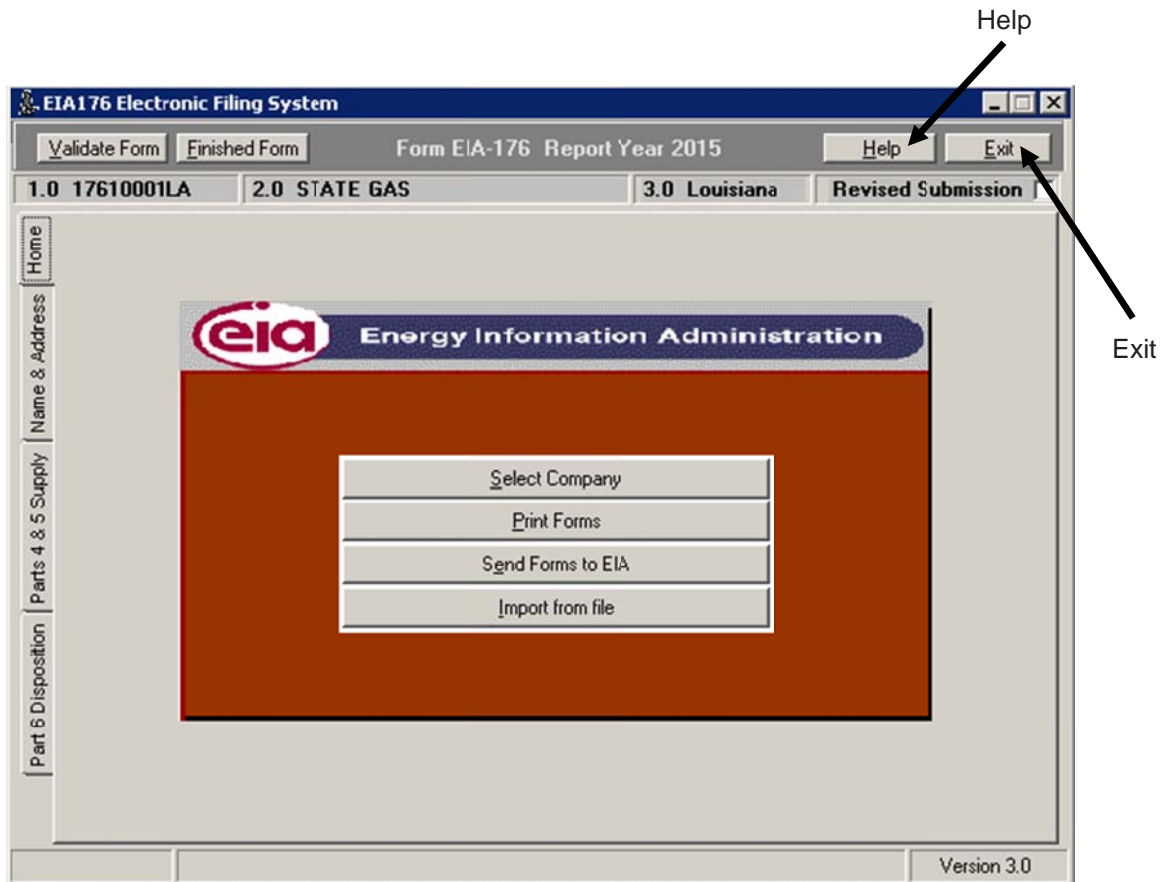 Help
EIA176 Electronic Filing System
Validate Form Finished Form Form EIA-176 Report Year 2015 Help Exit
1.0 17610001LA 2.0 STATE GAS 3.0 Louisiana Revised Submission
Home
Name & Address
Parts 4 & 5 Supply
Part 6 Disposition
eia Energy Information Administration
Select Company
Print Forms
Send Forms to EIA
Import from file
Exit
Version 3.0